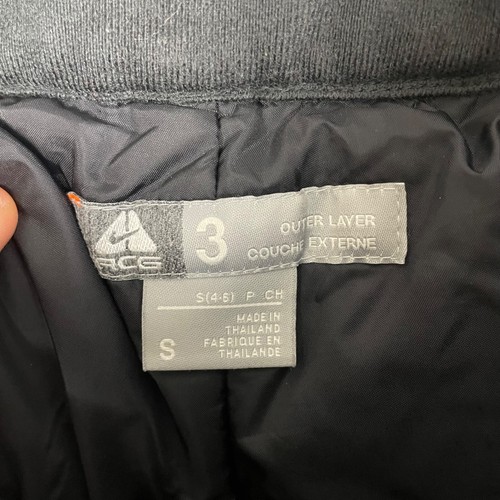 ACG
3
OUTER LAYER
COUCHE EXTERNE
S(4-6) P CH
S
MADE IN
THAILAND
FABRIQUE EN
THAILANDE